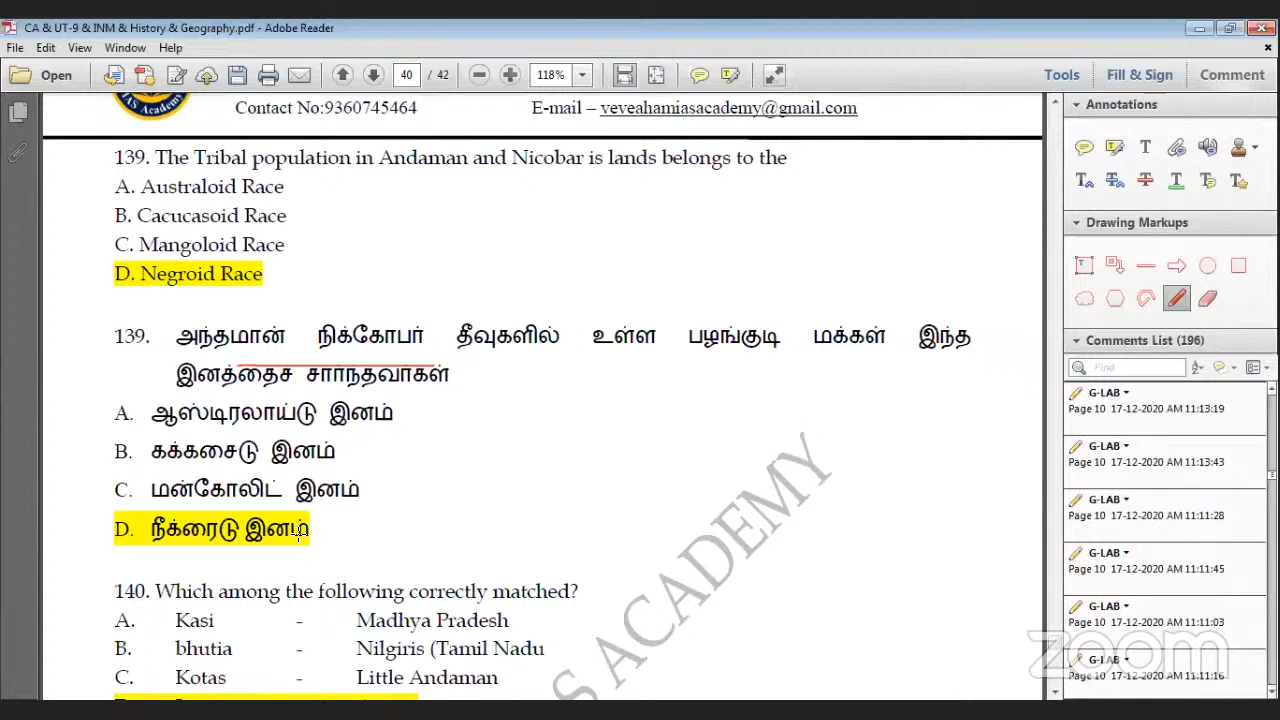 CA & UT-9 & INM & History & Geography.pdf - Adobe Reader
File Edit View Window Help
Open 40 / 42 118% Tools Fill & Sign Comment
IAS Academy
Contact No:9360745464 E-mail – veveahamiasacademy@gmail.com
139. The Tribal population in Andaman and Nicobar is lands belongs to the
A. Australoid Race
B. Cacucasoid Race
C. Mangoloid Race
D. Negroid Race
139. அந்தமான் நிக்கோபர் தீவுகளில் உள்ள பழங்குடி மக்கள் இந்த
இனத்தைச் சார்ந்தவர்கள்
A. ஆஸ்டிரலாய்டு இனம்
B. கக்கசைடு இனம்
C. மன்கோலிட் இனம்
D. நீக்ரைடு இனம்
140. Which among the following correctly matched?
A. Kasi - Madhya Pradesh
B. bhutia - Nilgiris (Tamil Nadu
C. Kotas - Little Andaman
S ACADEMY
Annotations
Drawing Markups
Comments List (196)
Find
G-LAB
Page 10 17-12-2020 AM 11:13:19
G-LAB
Page 10 17-12-2020 AM 11:13:43
G-LAB
Page 10 17-12-2020 AM 11:11:28
G-LAB
Page 10 17-12-2020 AM 11:11:45
G-LAB
Page 10 17-12-2020 AM 11:11:03
G-LAB
Page 10 17-12-2020 AM 11:11:16
zoom